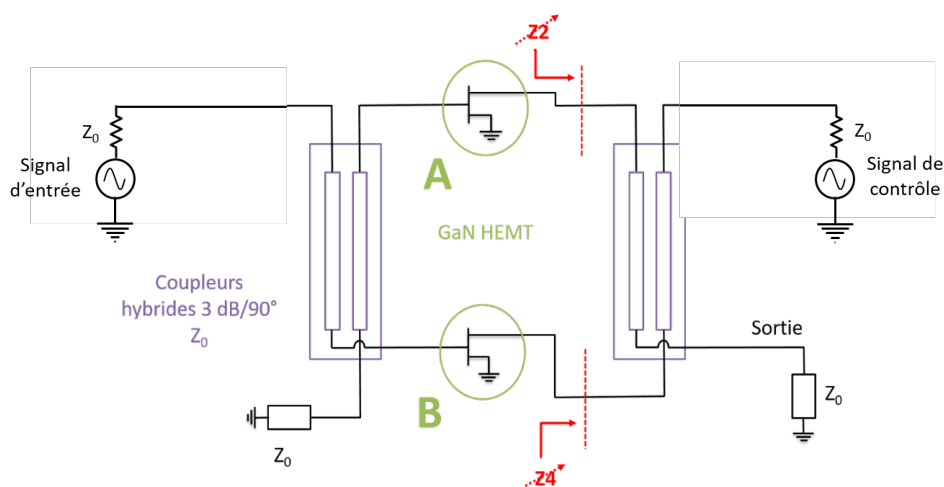 Z2
Z₀
Z₀
Signal
d'entrée
Signal de
contrôle
A
GaN HEMT
Coupleurs
hybrides 3 dB/90°
Z₀
Sortie
B
Z₀
Z₀
Z4